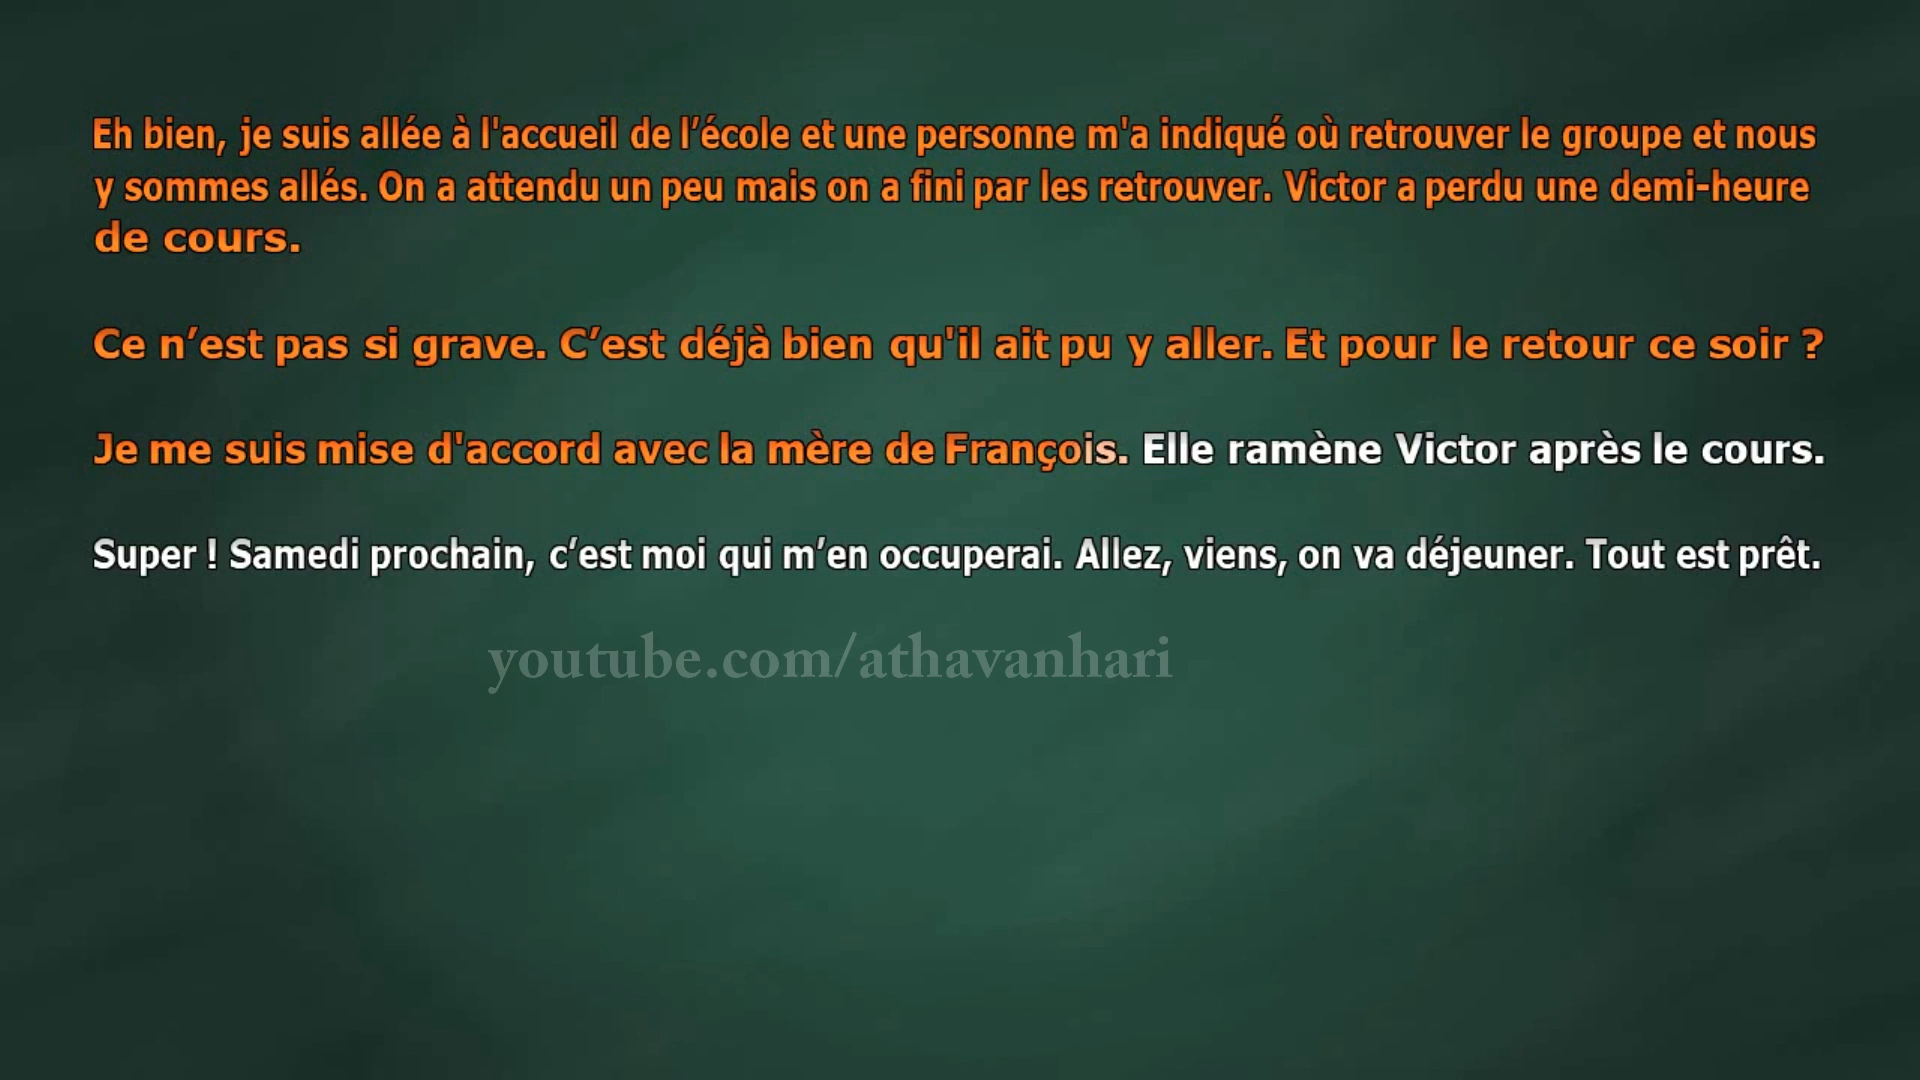 Eh bien, je suis allée à l'accueil de l’école et une personne m'a indiqué où retrouver le groupe et nous
y sommes allés. On a attendu un peu mais on a fini par les retrouver. Victor a perdu une demi-heure
de cours.
Ce n’est pas si grave. C’est déjà bien qu'il ait pu y aller. Et pour le retour ce soir ?
Je me suis mise d'accord avec la mère de François. Elle ramène Victor après le cours.
Super ! Samedi prochain, c’est moi qui m’en occuperai. Allez, viens, on va déjeuner. Tout est prêt.
youtube.com/athavanhari